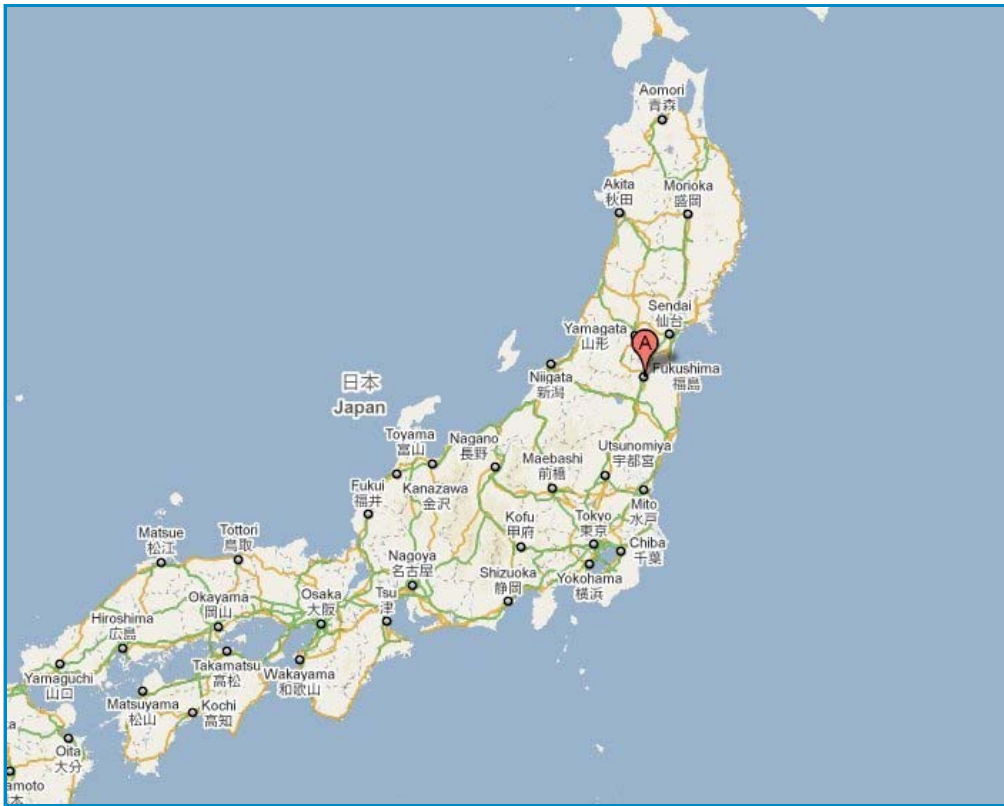 Aomori
青森
Akita
秋田
Morioka
盛岡
Sendai
仙台
Yamagata
山形
A
Fukushima
福島
Niigata
新潟
日本
Japan
Toyama
富山
Nagano
長野
Utsunomiya
宇都宮
Maebashi
前橋
Fukui
福井
Kanazawa
金沢
Mito
水戸
Kofu
甲府
Tokyo
東京
Matsue
松江
Tottori
鳥取
Chiba
千葉
Nagoya
名古屋
Shizuoka
静岡
Yokohama
横浜
Okayama
岡山
Osaka
大阪
Tsu
津
Hiroshima
広島
Takamatsu
高松
Wakayama
和歌山
Yamaguchi
山口
Matsuyama
松山
Kochi
高知
a
Oita
大分
amoto
本